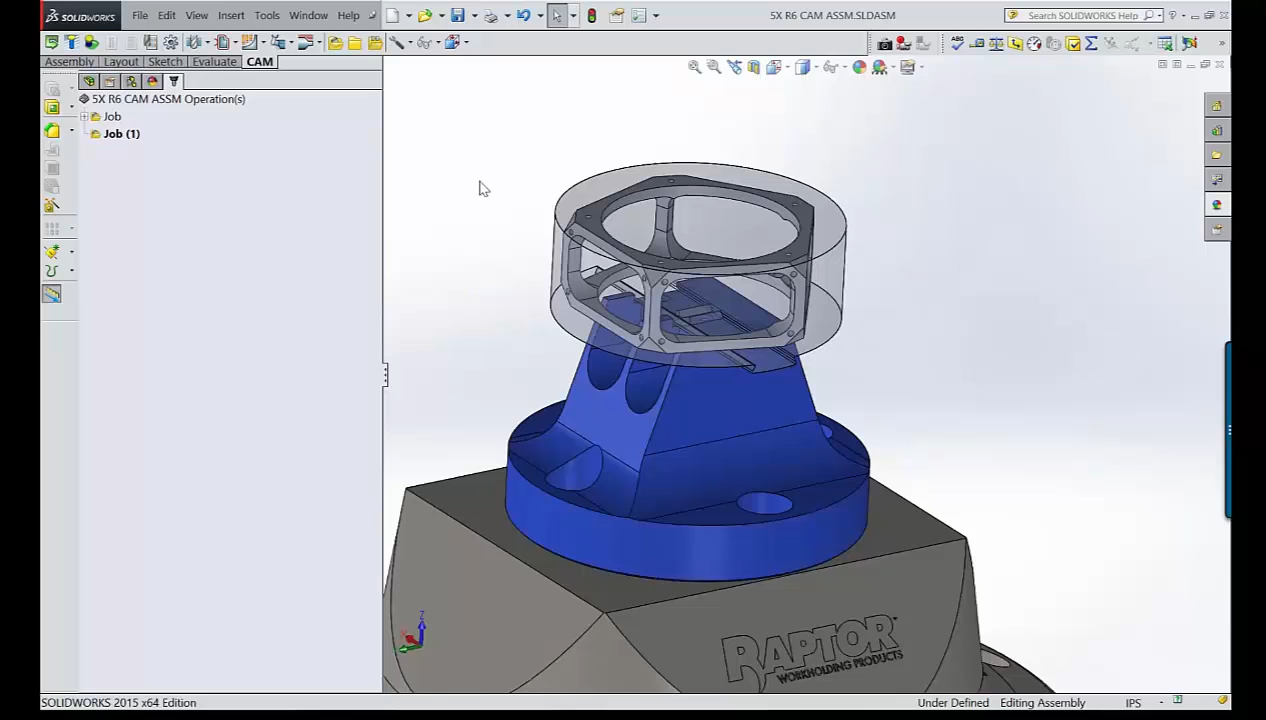 SOLIDWORKS File Edit View Insert Tools Window Help 5X R6 CAM ASSM.SLDASM Search SOLIDWORKS Help
Assembly Layout Sketch Evaluate CAM
5X R6 CAM ASSM Operation(s)
Job
Job (1)
RAPTOR
WORKHOLDING PRODUCTS
Z
SOLIDWORKS 2015 x64 Edition Under Defined Editing Assembly IPS -